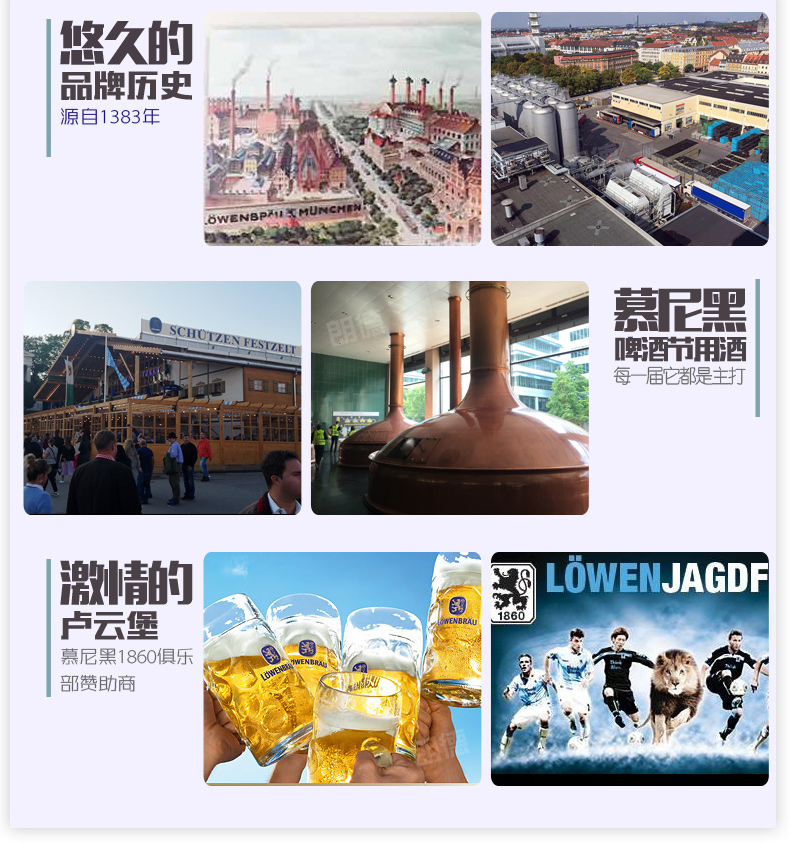 悠久的
品牌历史
源自1383年
LÖWENBRÄU MÜNCHEN
SCHÜTZEN FESTZELT
慕尼黑
啤酒节用酒
每一届它都是主打
激情的
卢云堡
慕尼黑1860俱乐
部赞助商
LÖWENBRÄU
LÖWENBRÄU
LÖWENBRÄU
LÖWENJAGDF
1860